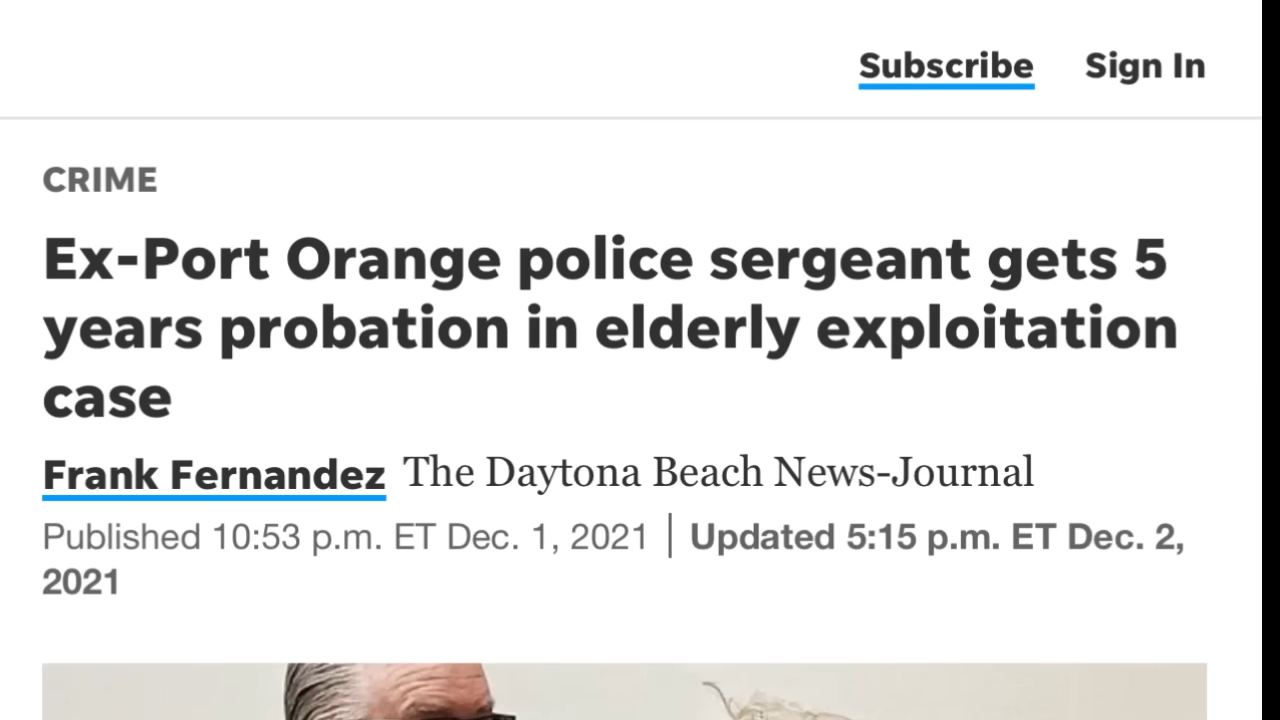 Subscribe Sign In
CRIME
Ex-Port Orange police sergeant gets 5
years probation in elderly exploitation
case
Frank Fernandez The Daytona Beach News-Journal
Published 10:53 p.m. ET Dec. 1, 2021 | Updated 5:15 p.m. ET Dec. 2,
2021